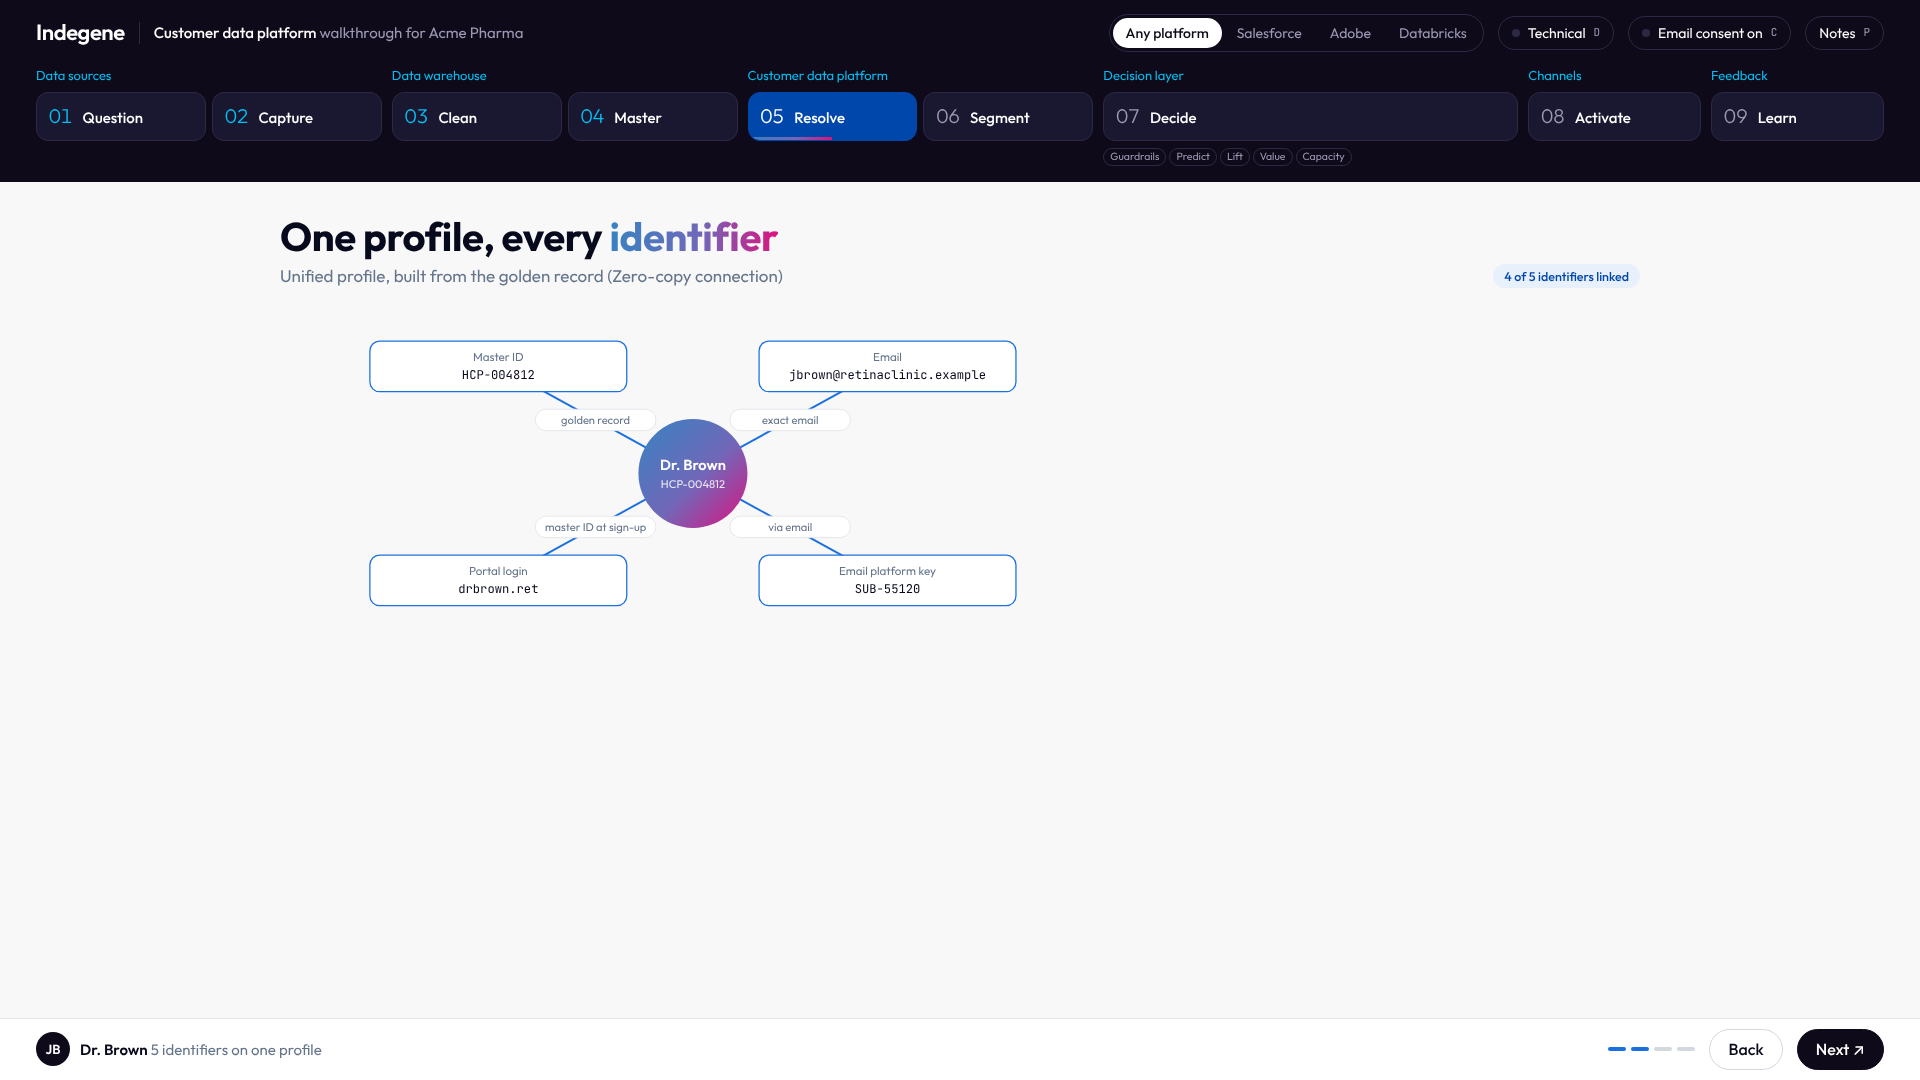 Indegene
Customer data platform walkthrough for Acme Pharma
Any platform
Salesforce
Adobe
Databricks
Technical D
Email consent on C
Notes P
Data sources
Data warehouse
Customer data platform
Decision layer
Channels
Feedback
01 Question
02 Capture
03 Clean
04 Master
05 Resolve
06 Segment
07 Decide
08 Activate
09 Learn
Guardrails
Predict
Lift
Value
Capacity
One profile, every identifier
Unified profile, built from the golden record (Zero-copy connection)
4 of 5 identifiers linked
Master ID
HCP-004812
Email
jbrown@retinaclinic.example
golden record
exact email
Dr. Brown
HCP-004812
master ID at sign-up
via email
Portal login
drbrown.ret
Email platform key
SUB-55120
JB
Dr. Brown 5 identifiers on one profile
Back
Next ↗